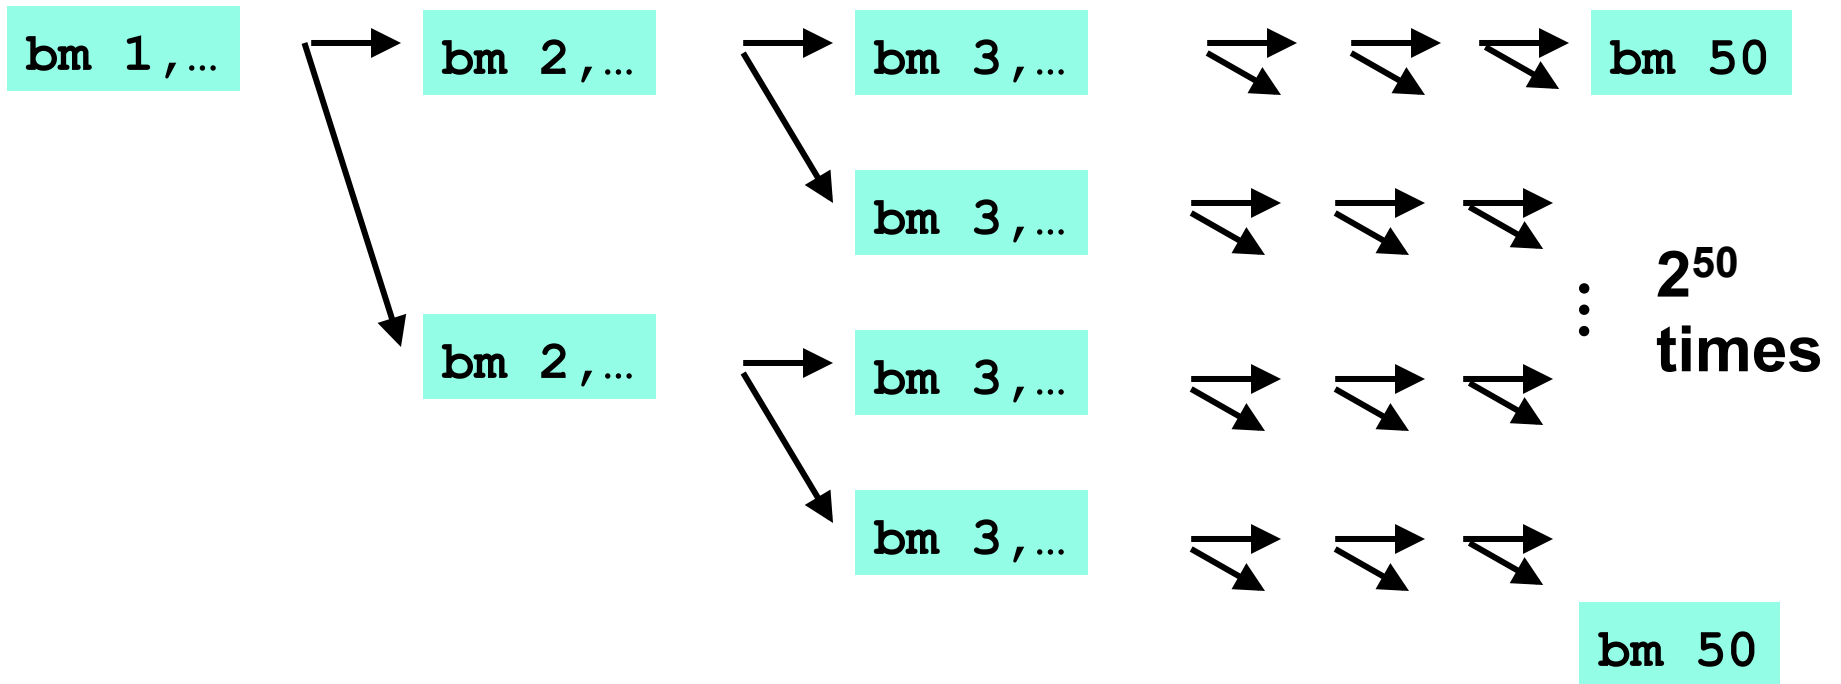 bm 1,… bm 2,… bm 3,… bm 50
bm 3,…
2⁵⁰
times
bm 2,… bm 3,…
bm 3,…
bm 50